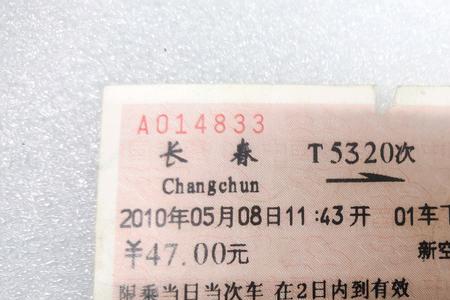 A014833
长春 T5320次
Changchun
2010年05月08日11:43开 01车下
¥47.00元 新空
限乘当日当次车 在2日内到有效